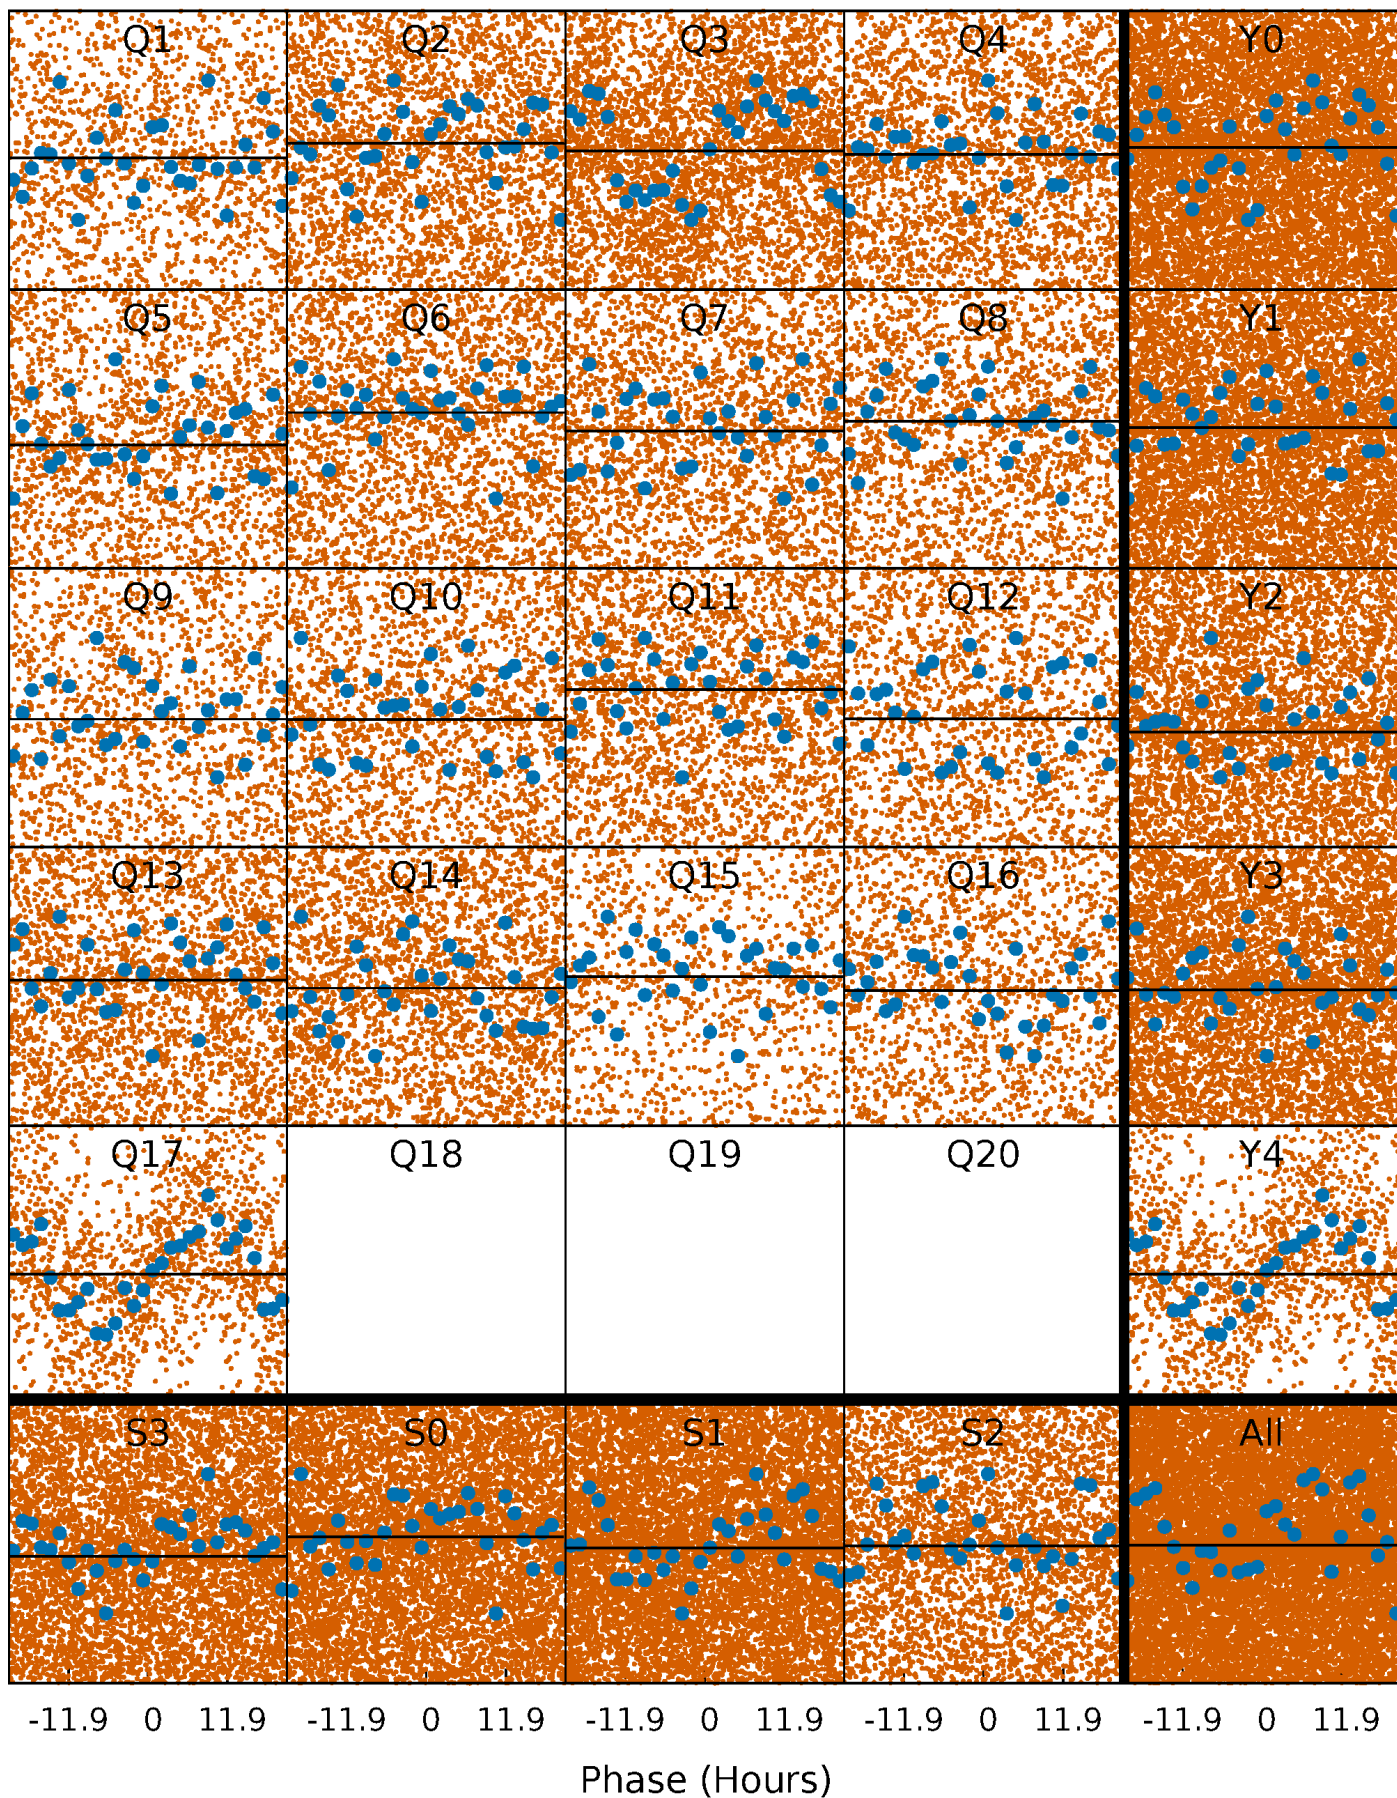 Q1 Q2 Q3 Q4 Y0
Q5 Q6 Q7 Q8 Y1
Q9 Q10 Q11 Q12 Y2
Q13 Q14 Q15 Q16 Y3
Q17 Q18 Q19 Q20 Y4
S3 S0 S1 S2 All
-11.9 0 11.9 -11.9 0 11.9 -11.9 0 11.9 -11.9 0 11.9 -11.9 0 11.9
Phase (Hours)